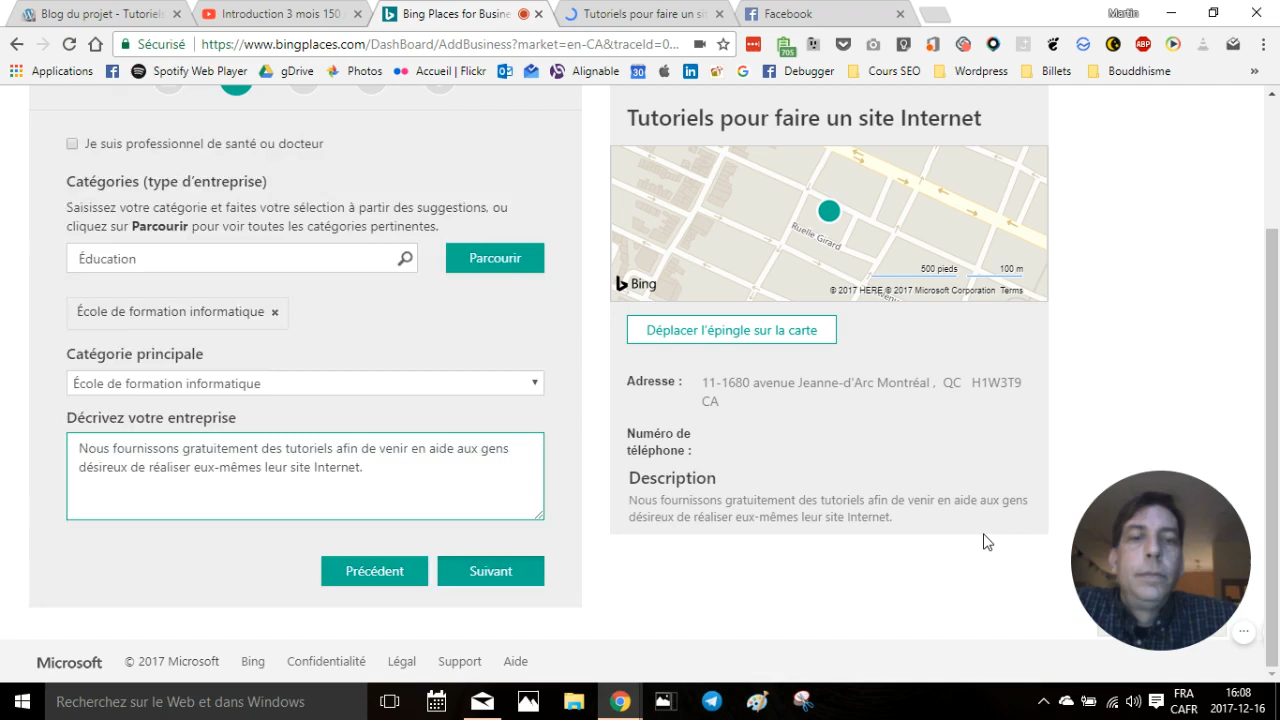 Blog du projet - Tutoriels
Introduction 3 mois 150
Bing Places for Busine
Tutoriels pour faire un si
Facebook
Martin
Sécurisé
https://www.bingplaces.com/DashBoard/AddBusiness?market=en-CA&traceId=0...
705
ABP
Applications
Spotify Web Player
gDrive
Photos
Accueil | Flickr
30
Alignable
Debugger
Cours SEO
Wordpress
Billets
Bouddhisme
»
Je suis professionnel de santé ou docteur
Catégories (type d'entreprise)
Saisissez votre catégorie et faites votre sélection à partir des suggestions, ou
cliquez sur Parcourir pour voir toutes les catégories pertinentes.
Éducation
Parcourir
École de formation informatique ×
Catégorie principale
École de formation informatique
Décrivez votre entreprise
Nous fournissons gratuitement des tutoriels afin de venir en aide aux gens
désireux de réaliser eux-mêmes leur site Internet.
Précédent
Suivant
Tutoriels pour faire un site Internet
Ruelle Girard
500 pieds
100 m
Bing
© 2017 HERE,© 2017 Microsoft Corporation Terms
Déplacer l'épingle sur la carte
Adresse :
11-1680 avenue Jeanne-d'Arc Montréal , QC H1W3T9
CA
Numéro de
téléphone :
Description
Nous fournissons gratuitement des tutoriels afin de venir en aide aux gens
désireux de réaliser eux-mêmes leur site Internet.
...
Microsoft
© 2017 Microsoft
Bing
Confidentialité
Légal
Support
Aide
Recherchez sur le Web et dans Windows
FRA
CAFR
16:08
2017-12-16